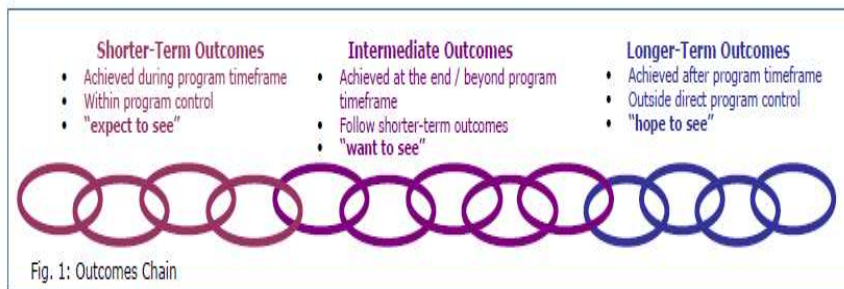 Shorter-Term Outcomes
• Achieved during program timeframe
• Within program control
• "expect to see"
Intermediate Outcomes
• Achieved at the end / beyond program
timeframe
• Follow shorter-term outcomes
• "want to see"
Longer-Term Outcomes
• Achieved after program timeframe
• Outside direct program control
• "hope to see"
Fig. 1: Outcomes Chain